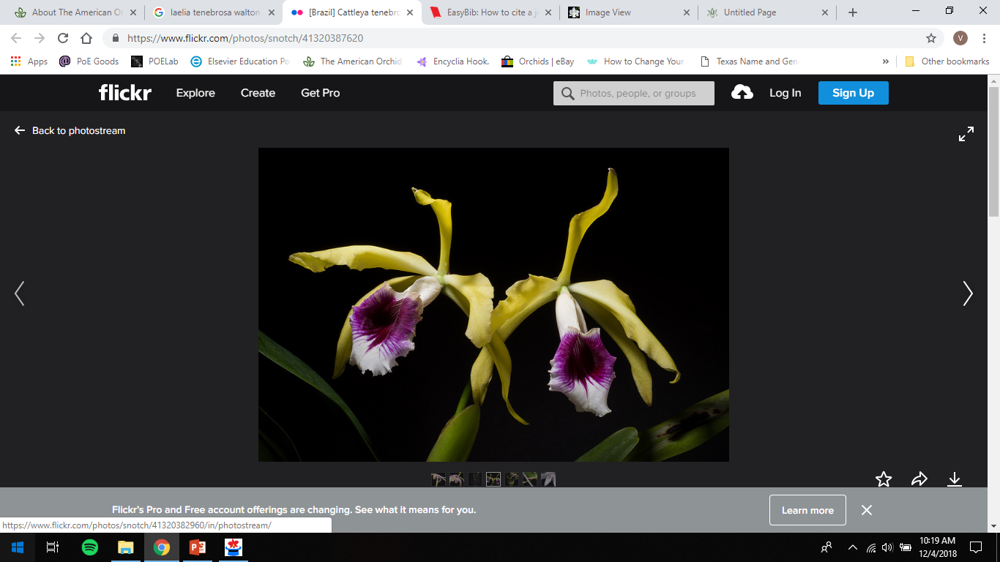 About The American O
laelia tenebrosa walton
[Brazil] Cattleya tenebro
EasyBib: How to cite a j
Image View
Untitled Page
https://www.flickr.com/photos/snotch/41320387620
V
Apps
PoE Goods
POELab
Elsevier Education Po
The American Orchid
Encyclia Hook.
Orchids | eBay
How to Change Your
Texas Name and Gen
»
Other bookmarks
flickr
Explore
Create
Get Pro
Photos, people, or groups
Log In
Sign Up
Back to photostream
Flickr's Pro and Free account offerings are changing. See what it means for you.
Learn more
https://www.flickr.com/photos/snotch/41320382960/in/photostream/
10:19 AM
12/4/2018